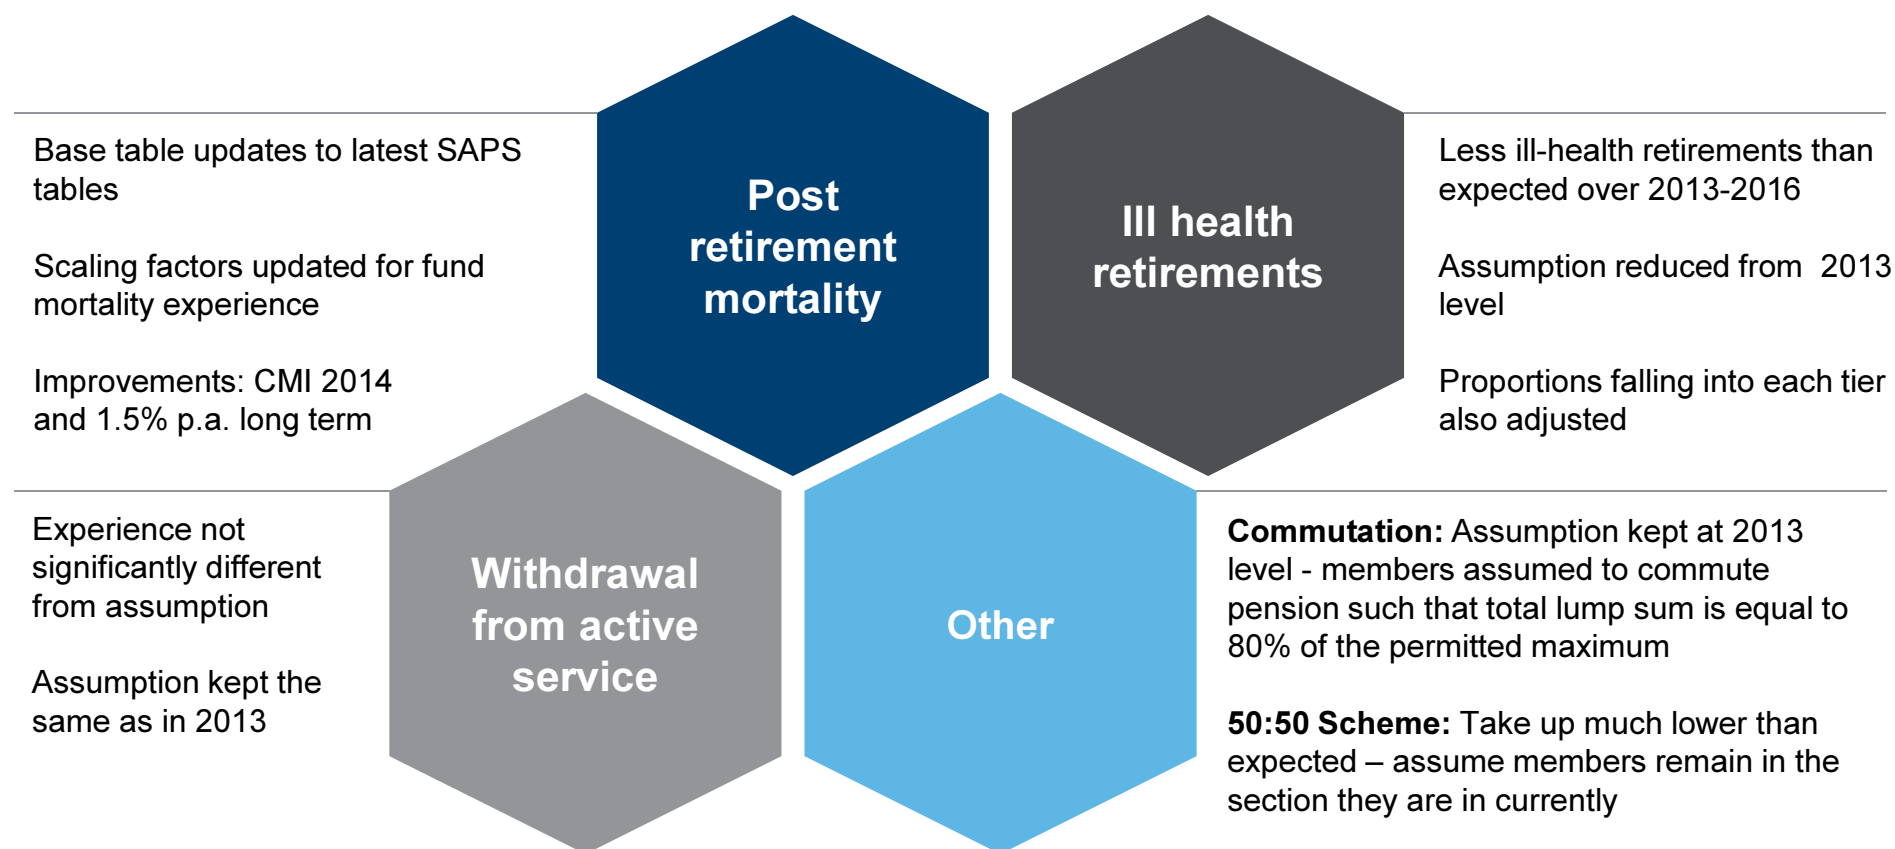 Post
retirement
mortality
Base table updates to latest SAPS
tables
Scaling factors updated for fund
mortality experience
Improvements: CMI 2014
and 1.5% p.a. long term
Ill health
retirements
Less ill-health retirements than
expected over 2013-2016
Assumption reduced from  2013
level
Proportions falling into each tier
also adjusted
Withdrawal
from active
service
Experience not
significantly different
from assumption
Assumption kept the
same as in 2013
Other
Commutation: Assumption kept at 2013
level - members assumed to commute
pension such that total lump sum is equal to
80% of the permitted maximum
50:50 Scheme: Take up much lower than
expected – assume members remain in the
section they are in currently